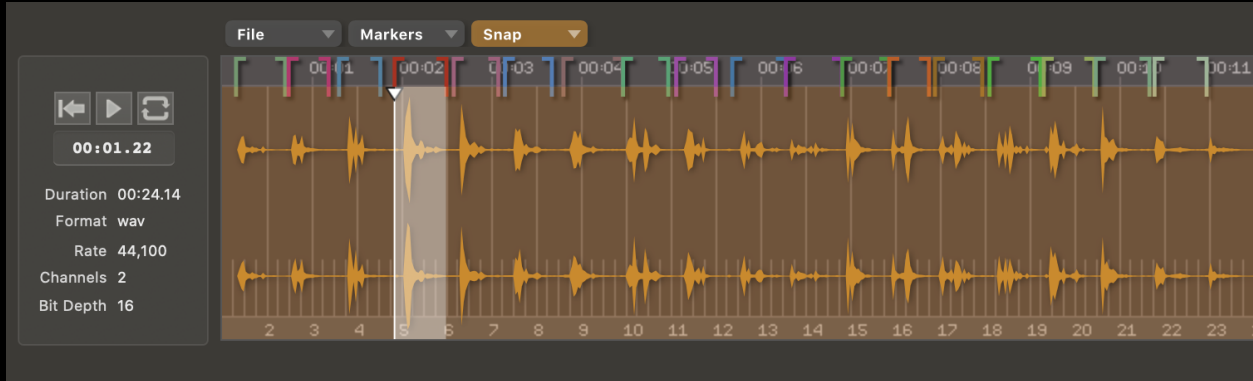 File Markers Snap
00:01 00:02 00:03 00:04 00:05 00:06 00:07 00:08 00:09 00:10 00:11
00:01.22
Duration 00:24.14
Format wav
Rate 44,100
Channels 2
Bit Depth 16
2 3 4 5 6 7 8 9 10 11 12 13 14 15 16 17 18 19 20 21 22 23